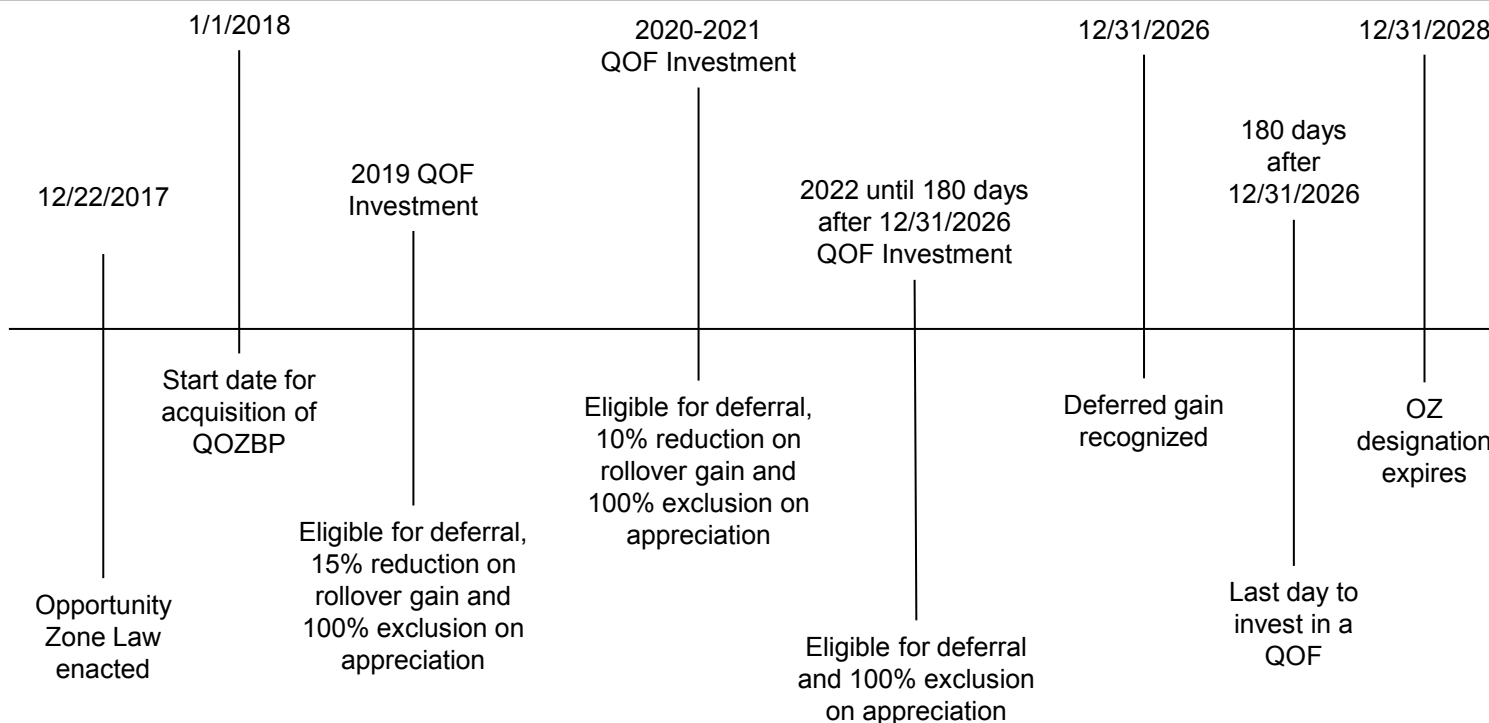 12/22/2017
Opportunity
Zone Law
enacted
1/1/2018
Start date for
acquisition of
QOZBP
2019 QOF
Investment
Eligible for deferral,
15% reduction on
rollover gain and
100% exclusion on
appreciation
2020-2021
QOF Investment
Eligible for deferral,
10% reduction on
rollover gain and
100% exclusion on
appreciation
2022 until 180 days
after 12/31/2026
QOF Investment
Eligible for deferral
and 100% exclusion
on appreciation
12/31/2026
Deferred gain
recognized
180 days
after
12/31/2026
Last day to
invest in a
QOF
12/31/2028
OZ
designation
expires